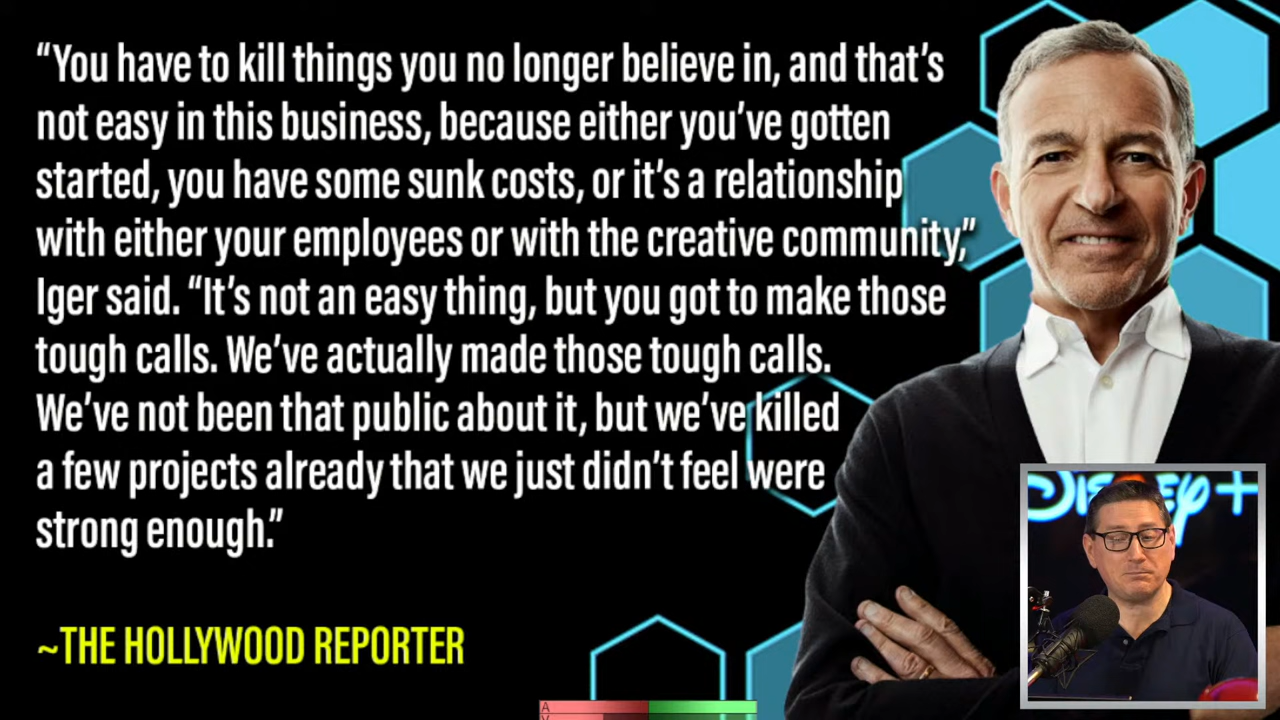 “You have to kill things you no longer believe in, and that’s
not easy in this business, because either you’ve gotten
started, you have some sunk costs, or it’s a relationship
with either your employees or with the creative community,”
Iger said. “It’s not an easy thing, but you got to make those
tough calls. We’ve actually made those tough calls.
We’ve not been that public about it, but we’ve killed
a few projects already that we just didn’t feel were
strong enough.”
~THE HOLLYWOOD REPORTER
DISNEY+
A
V